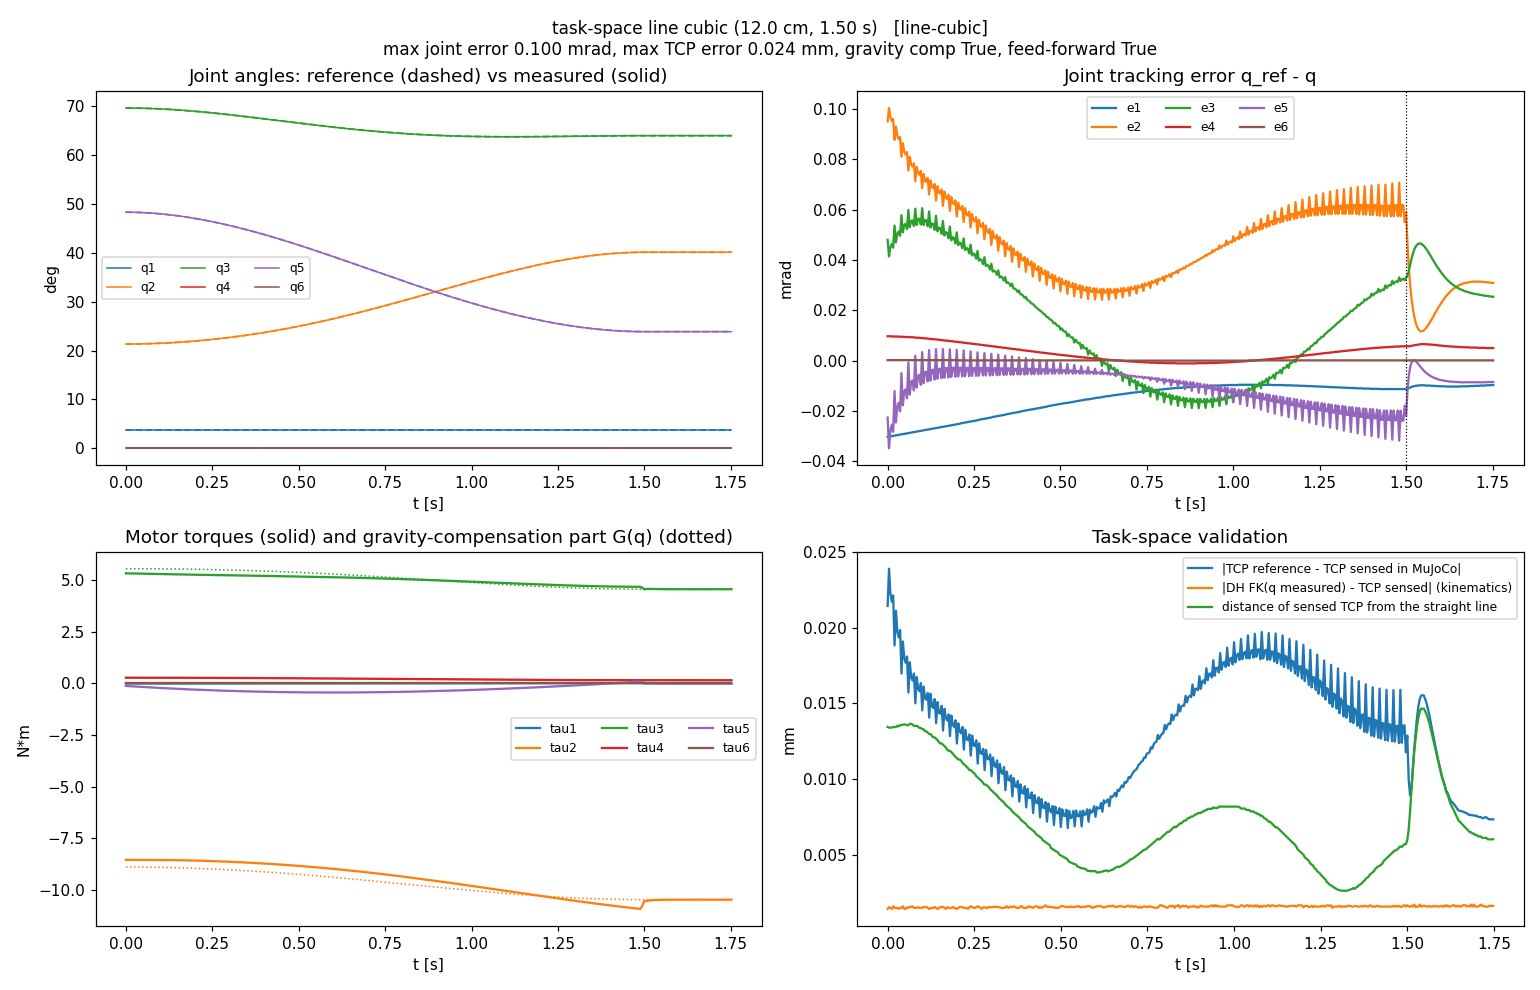 task-space line cubic (12.0 cm, 1.50 s)   [line-cubic]
max joint error 0.100 mrad, max TCP error 0.024 mm, gravity comp True, feed-forward True
Joint angles: reference (dashed) vs measured (solid)
70
60
50
40
30
20
10
0
deg
q1 q3 q5
q2 q4 q6
0.00 0.25 0.50 0.75 1.00 1.25 1.50 1.75
t [s]
Joint tracking error q_ref - q
0.10
0.08
0.06
0.04
0.02
0.00
−0.02
−0.04
mrad
e1 e3 e5
e2 e4 e6
0.00 0.25 0.50 0.75 1.00 1.25 1.50 1.75
t [s]
Motor torques (solid) and gravity-compensation part G(q) (dotted)
5.0
2.5
0.0
−2.5
−5.0
−7.5
−10.0
N*m
tau1 tau3 tau5
tau2 tau4 tau6
0.00 0.25 0.50 0.75 1.00 1.25 1.50 1.75
t [s]
Task-space validation
0.025
0.020
0.015
0.010
0.005
mm
|TCP reference - TCP sensed in MuJoCo|
|DH FK(q measured) - TCP sensed| (kinematics)
distance of sensed TCP from the straight line
0.00 0.25 0.50 0.75 1.00 1.25 1.50 1.75
t [s]